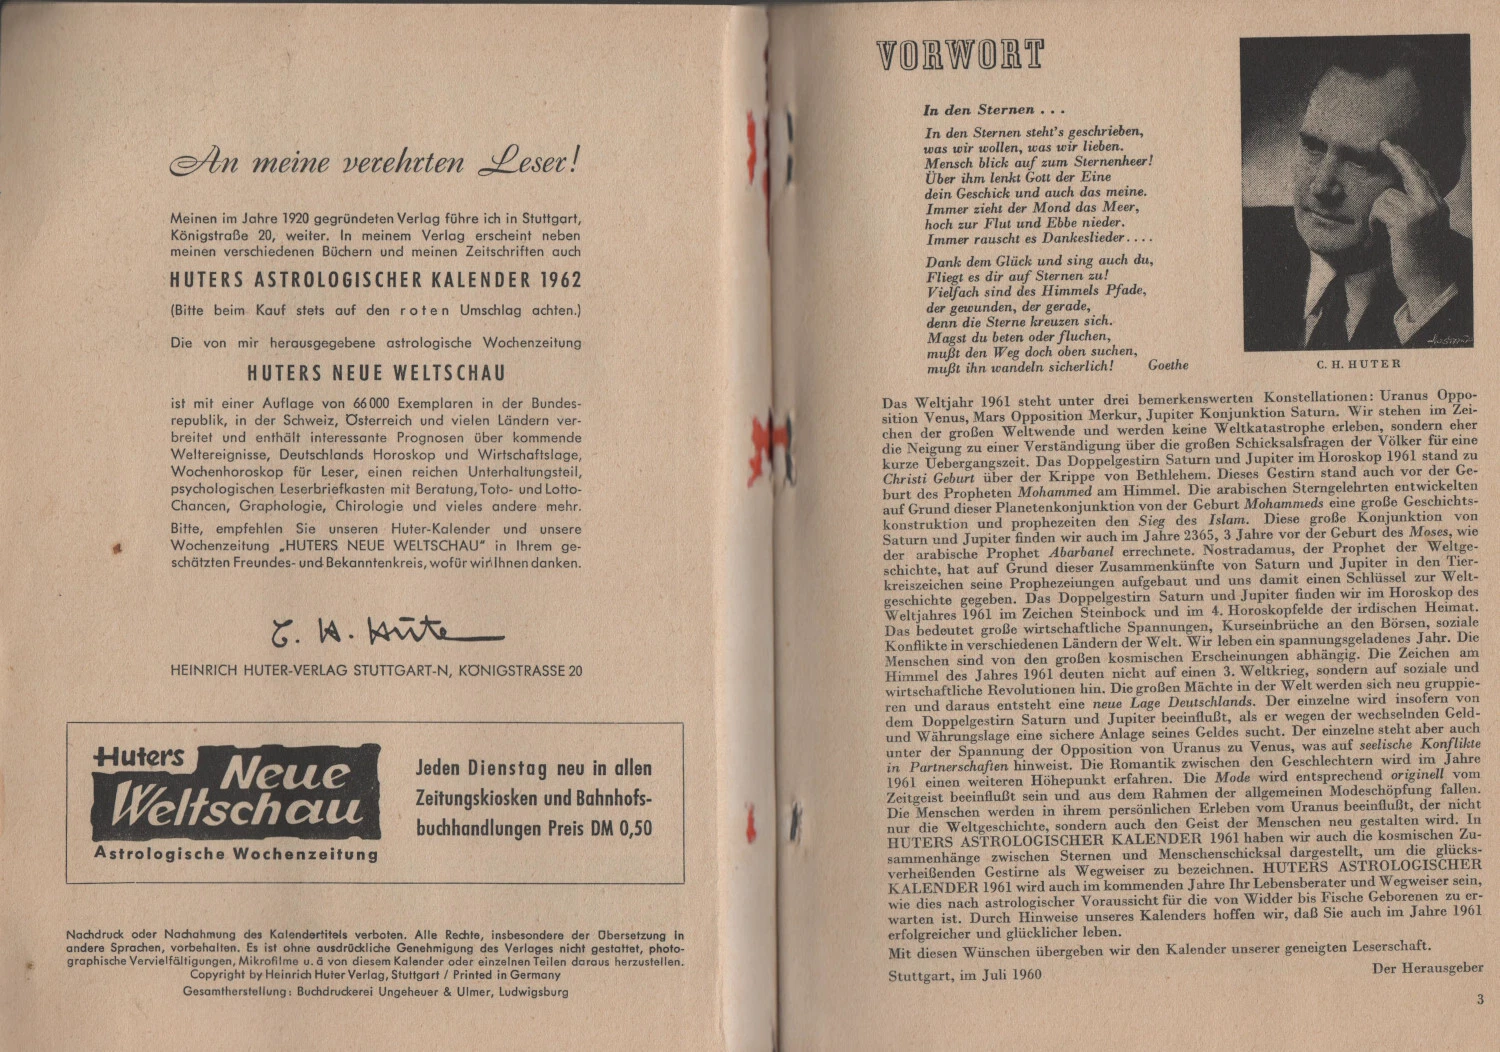 An meine verehrten Leser!
Meinen im Jahre 1920 gegründeten Verlag führe ich in Stuttgart,
Königstraße 20, weiter. In meinem Verlag erscheint neben
meinen verschiedenen Büchern und meinen Zeitschriften auch
HUTERS ASTROLOGISCHER KALENDER 1962
(Bitte beim Kauf stets auf den roten Umschlag achten.)
Die von mir herausgegebene astrologische Wochenzeitung
HUTERS NEUE WELTSCHAU
ist mit einer Auflage von 66000 Exemplaren in der Bundes-
republik, in der Schweiz, Österreich und vielen Ländern ver-
breitet und enthält interessante Prognosen über kommende
Weltereignisse, Deutschlands Horoskop und Wirtschaftslage,
Wochenhoroskop für Leser, einen reichen Unterhaltungsteil,
psychologischen Leserbriefkasten mit Beratung, Toto- und Lotto-
Chancen, Graphologie, Chirologie und vieles andere mehr.
Bitte, empfehlen Sie unseren Huter-Kalender und unsere
Wochenzeitung „HUTERS NEUE WELTSCHAU" in Ihrem ge-
schätzten Freundes- und Bekanntenkreis, wofür wir Ihnen danken.
C. H. Huter
HEINRICH HUTER-VERLAG STUTTGART-N, KÖNIGSTRASSE 20
Huters
Neue
Weltschau
Astrologische Wochenzeitung
Jeden Dienstag neu in allen
Zeitungskiosken und Bahnhofs-
buchhandlungen Preis DM 0,50
Nachdruck oder Nachahmung des Kalendertitels verboten. Alle Rechte, insbesondere der Übersetzung in
andere Sprachen, vorbehalten. Es ist ohne ausdrückliche Genehmigung des Verlages nicht gestattet, photo-
graphische Vervielfältigungen, Mikrofilme u. ä von diesem Kalender oder einzelnen Teilen daraus herzustellen.
Copyright by Heinrich Huter Verlag, Stuttgart / Printed in Germany
Gesamtherstellung: Buchdruckerei Ungeheuer & Ulmer, Ludwigsburg
VORWORT
In den Sternen . . .
In den Sternen steht's geschrieben,
was wir wollen, was wir lieben.
Mensch blick auf zum Sternenheer!
Über ihm lenkt Gott der Eine
dein Geschick und auch das meine.
Immer zieht der Mond das Meer,
hoch zur Flut und Ebbe nieder.
Immer rauscht es Dankeslieder. . . .
Dank dem Glück und sing auch du,
Fliegt es dir auf Sternen zu!
Vielfach sind des Himmels Pfade,
der gewunden, der gerade,
denn die Sterne kreuzen sich.
Magst du beten oder fluchen,
mußt den Weg doch oben suchen,
mußt ihn wandeln sicherlich! Goethe
C. H. HUTER
Das Weltjahr 1961 steht unter drei bemerkenswerten Konstellationen: Uranus Oppo-
sition Venus, Mars Opposition Merkur, Jupiter Konjunktion Saturn. Wir stehen im Zei-
chen der großen Weltwende und werden keine Weltkatastrophe erleben, sondern eher
die Neigung zu einer Verständigung über die großen Schicksalsfragen der Völker für eine
kurze Uebergangszeit. Das Doppelgestirn Saturn und Jupiter im Horoskop 1961 stand zu
Christi Geburt über der Krippe von Bethlehem. Dieses Gestirn stand auch vor der Ge-
burt des Propheten Mohammed am Himmel. Die arabischen Sterngelehrten entwickelten
auf Grund dieser Planetenkonjunktion von der Geburt Mohammeds eine große Geschichts-
konstruktion und prophezeiten den Sieg des Islam. Diese große Konjunktion von
Saturn und Jupiter finden wir auch im Jahre 2365, 3 Jahre vor der Geburt des Moses, wie
der arabische Prophet Abarbanel errechnete. Nostradamus, der Prophet der Weltge-
schichte, hat auf Grund dieser Zusammenkünfte von Saturn und Jupiter in den Tier-
kreiszeichen seine Prophezeiungen aufgebaut und uns damit einen Schlüssel zur Welt-
geschichte gegeben. Das Doppelgestirn Saturn und Jupiter finden wir im Horoskop des
Weltjahres 1961 im Zeichen Steinbock und im 4. Horoskopfelde der irdischen Heimat.
Das bedeutet große wirtschaftliche Spannungen, Kurseinbrüche an den Börsen, soziale
Konflikte in verschiedenen Ländern der Welt. Wir leben ein spannungsgeladenes Jahr. Die
Menschen sind von den großen kosmischen Erscheinungen abhängig. Die Zeichen am
Himmel des Jahres 1961 deuten nicht auf einen 3. Weltkrieg, sondern auf soziale und
wirtschaftliche Revolutionen hin. Die großen Mächte in der Welt werden sich neu gruppie-
ren und daraus entsteht eine neue Lage Deutschlands. Der einzelne wird insofern von
dem Doppelgestirn Saturn und Jupiter beeinflußt, als er wegen der wechselnden Geld-
und Währungslage eine sichere Anlage seines Geldes sucht. Der einzelne steht aber auch
unter der Spannung der Opposition von Uranus zu Venus, was auf seelische Konflikte
in Partnerschaften hinweist. Die Romantik zwischen den Geschlechtern wird im Jahre
1961 einen weiteren Höhepunkt erfahren. Die Mode wird entsprechend originell vom
Zeitgeist beeinflußt sein und aus dem Rahmen der allgemeinen Modeschöpfung fallen.
Die Menschen werden in ihrem persönlichen Erleben vom Uranus beeinflußt, der nicht
nur die Weltgeschichte, sondern auch den Geist der Menschen neu gestalten wird. In
HUTERS ASTROLOGISCHER KALENDER 1961 haben wir auch die kosmischen Zu-
sammenhänge zwischen Sternen und Menschenschicksal dargestellt, um die glücks-
verheißenden Gestirne als Wegweiser zu bezeichnen. HUTERS ASTROLOGISCHER
KALENDER 1961 wird auch im kommenden Jahre Ihr Lebensberater und Wegweiser sein,
wie dies nach astrologischer Voraussicht für die von Widder bis Fische Geborenen zu er-
warten ist. Durch Hinweise unseres Kalenders hoffen wir, daß Sie auch im Jahre 1961
erfolgreicher und glücklicher leben.
Mit diesen Wünschen übergeben wir den Kalender unserer geneigten Leserschaft.
Stuttgart, im Juli 1960 Der Herausgeber
3